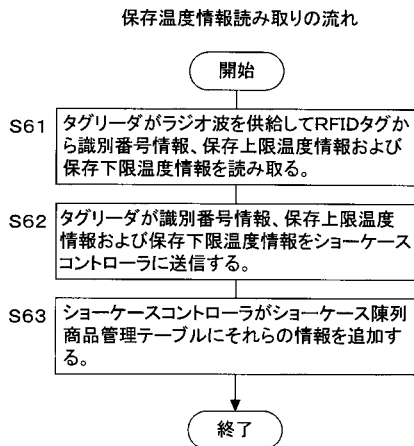 保存温度情報読み取りの流れ
開始
S61
タグリーダがラジオ波を供給してRFIDタグか
ら識別番号情報、保存上限温度情報および
保存下限温度情報を読み取る。
S62
タグリーダが識別番号情報、保存上限温度
情報および保存下限温度情報をショーケース
コントローラに送信する。
S63
ショーケースコントローラがショーケース陳列
商品管理テーブルにそれらの情報を追加す
る。
終了